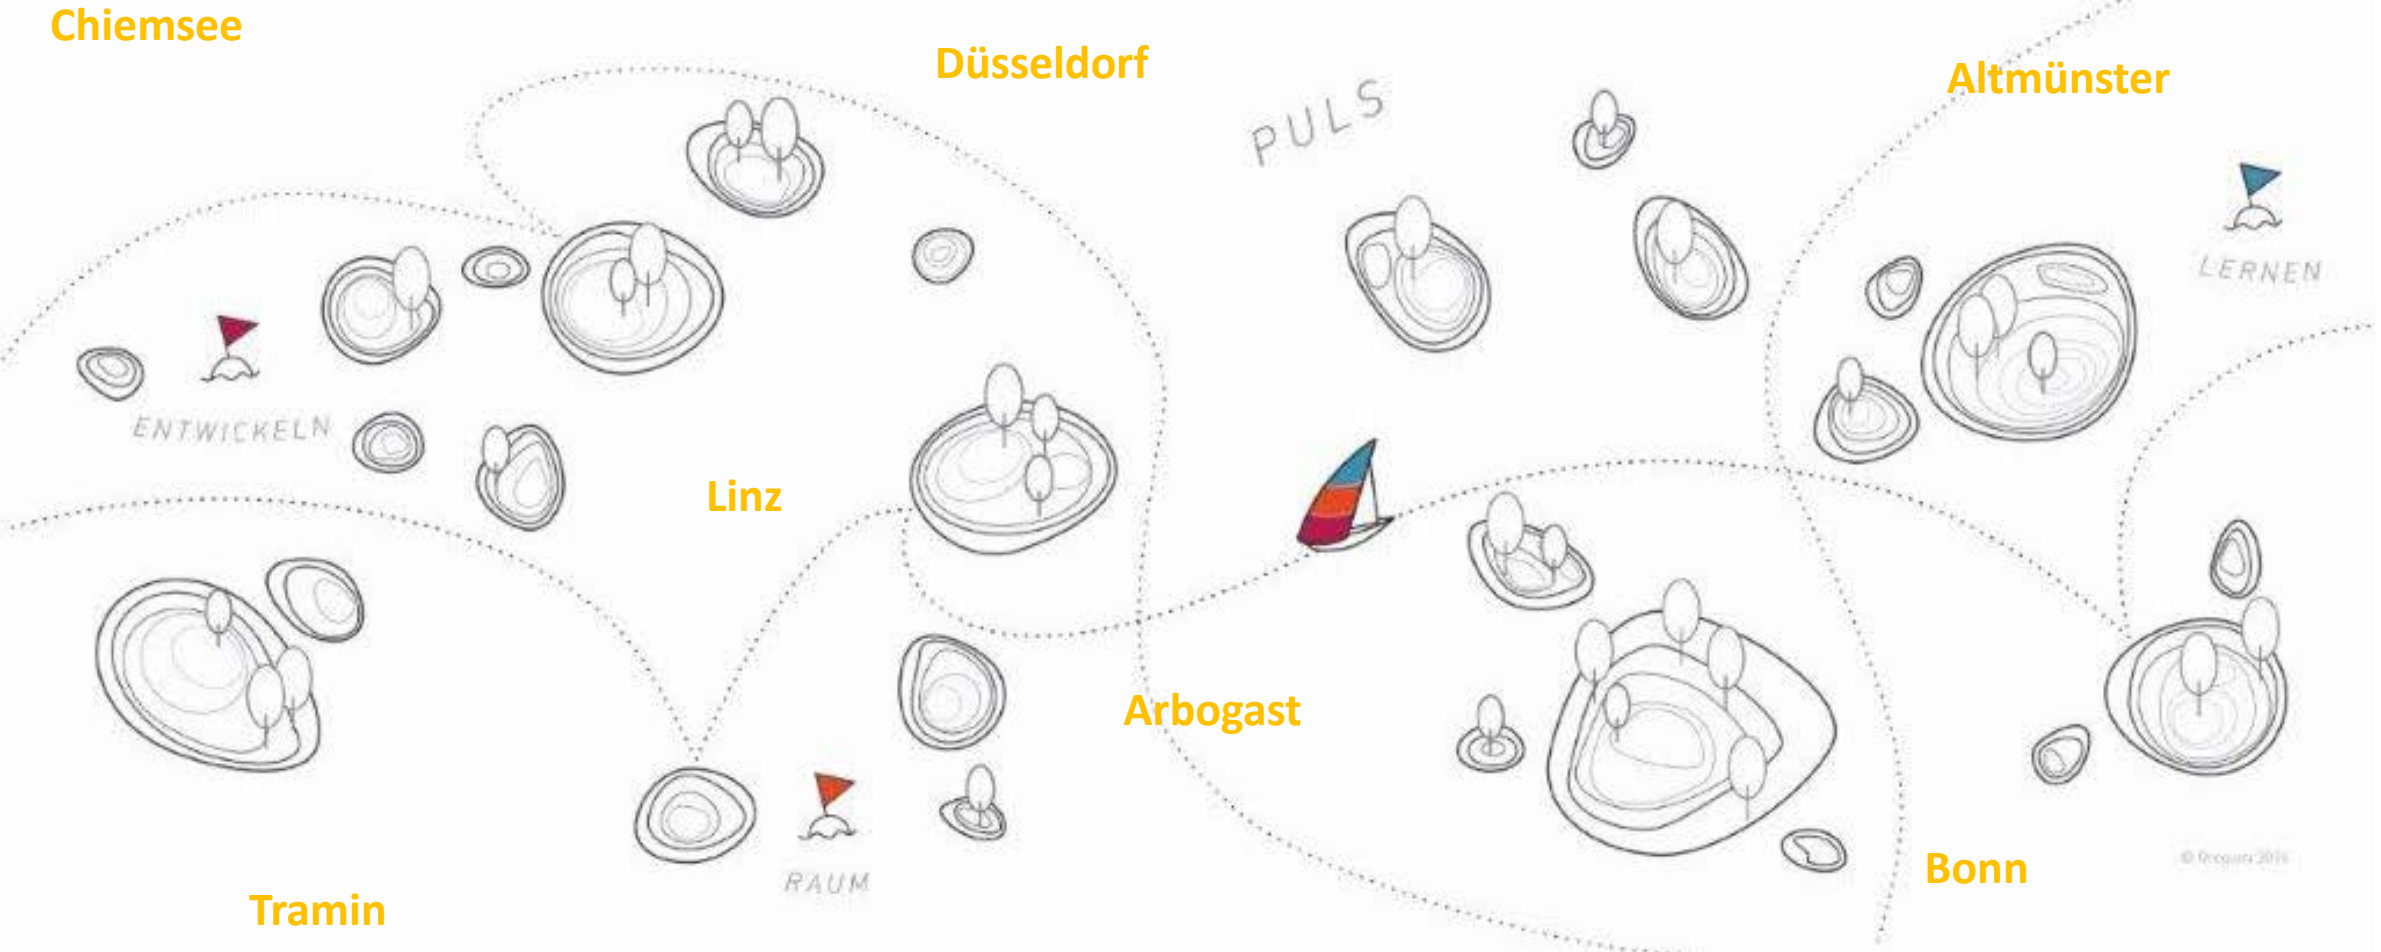 Chiemsee
Düsseldorf
Altmünster
PULS
LERNEN
ENTWICKELN
Linz
Arbogast
RAUM
Bonn
Tramin